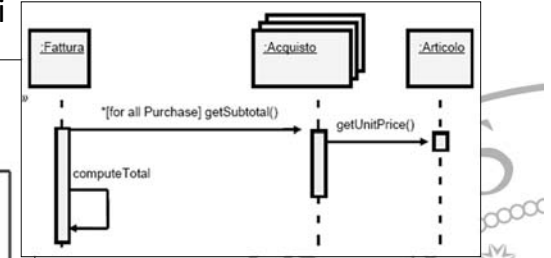 i
:Fattura
:Acquisto
:Articolo
»
*[for all Purchase] getSubtotal()
getUnitPrice()
computeTotal
S